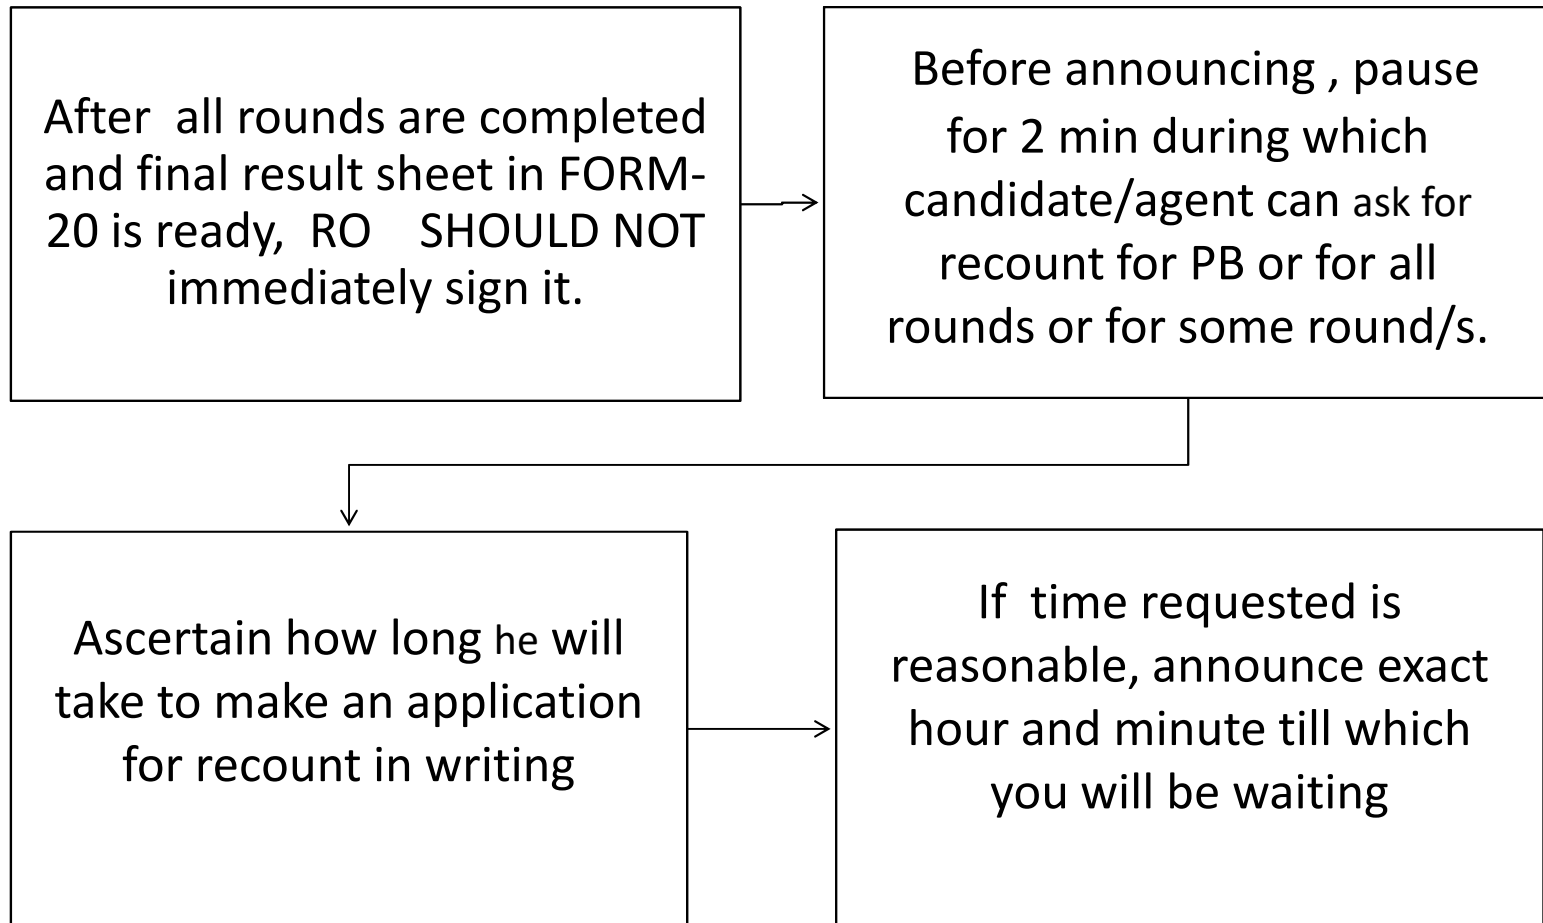 After  all rounds are completed
and final result sheet in FORM-
20 is ready,  RO    SHOULD NOT
immediately sign it.
Before announcing , pause
for 2 min during which
candidate/agent can ask for
recount for PB or for all
rounds or for some round/s.
Ascertain how long he will
take to make an application
for recount in writing
If  time requested is
reasonable, announce exact
hour and minute till which
you will be waiting